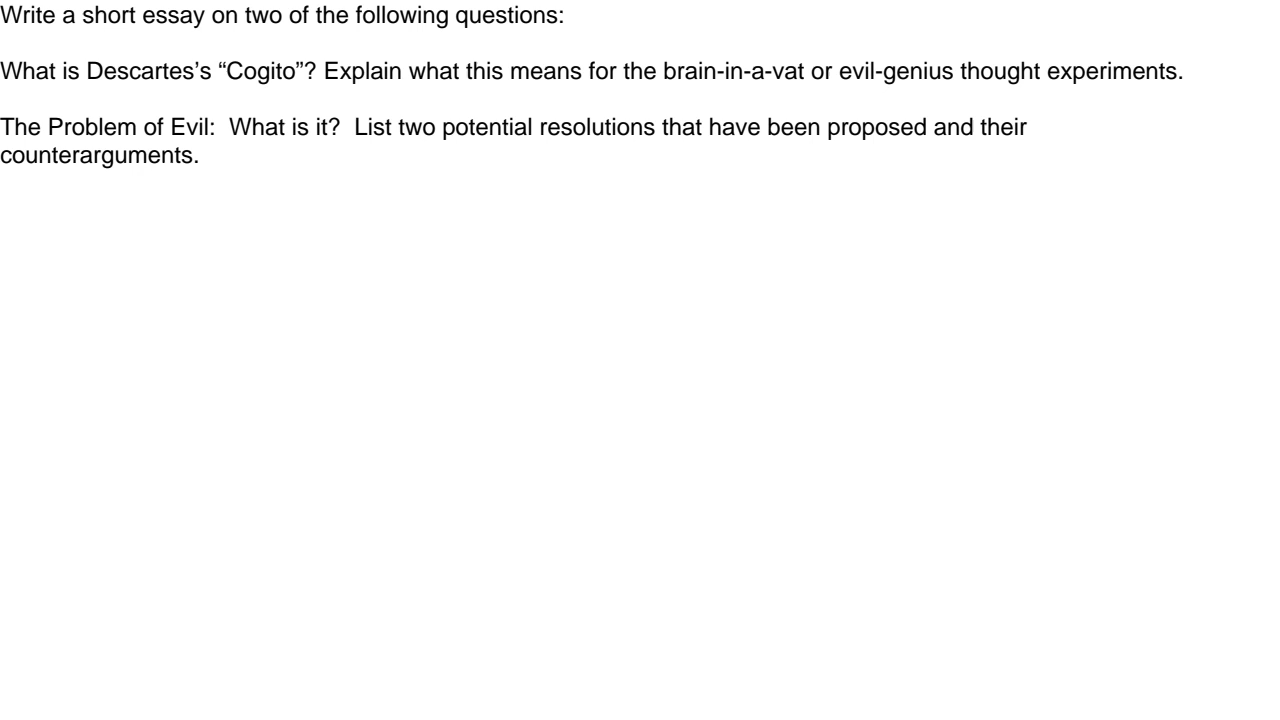 Write a short essay on two of the following questions:
What is Descartes’s “Cogito”? Explain what this means for the brain-in-a-vat or evil-genius thought experiments.
The Problem of Evil:  What is it?  List two potential resolutions that have been proposed and their
counterarguments.